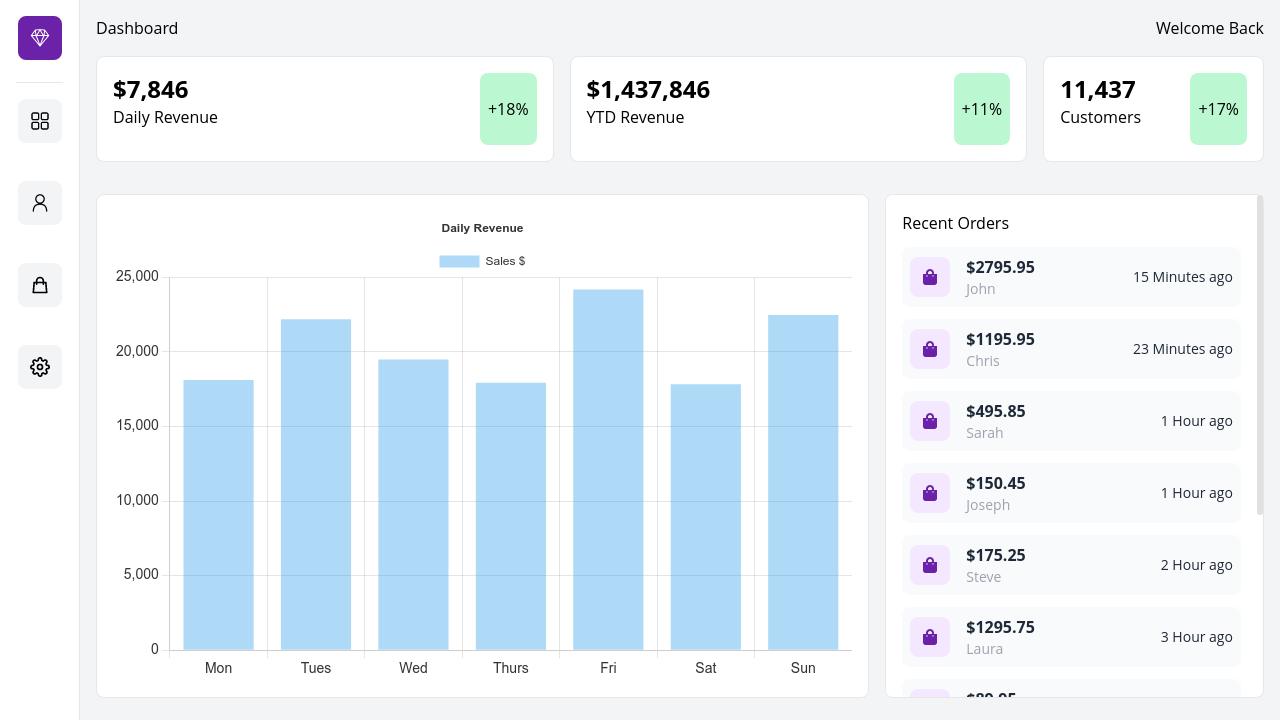 Dashboard
Welcome Back
$7,846
Daily Revenue
+18%
$1,437,846
YTD Revenue
+11%
11,437
Customers
+17%
Daily Revenue
Sales $
25,000
20,000
15,000
10,000
5,000
0
Mon Tues Wed Thurs Fri Sat Sun
Recent Orders
$2795.95
John
15 Minutes ago
$1195.95
Chris
23 Minutes ago
$495.85
Sarah
1 Hour ago
$150.45
Joseph
1 Hour ago
$175.25
Steve
2 Hour ago
$1295.75
Laura
3 Hour ago